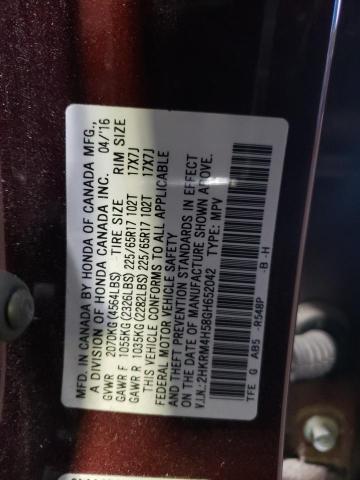 MFD. IN CANADA BY HONDA OF CANADA MFG.,
A DIVISION OF HONDA CANADA INC. 04/16
GVWR 2070KG (4564LBS) TIRE SIZE RIM SIZE
GAWR F 1055KG (2326LBS) 225/65R17 102T 17X7J
GAWR R 1035KG (2282LBS) 225/65R17 102T 17X7J
THIS VEHICLE CONFORMS TO ALL APPLICABLE
FEDERAL MOTOR VEHICLE SAFETY
AND THEFT PREVENTION STANDARDS IN EFFECT
ON THE DATE OF MANUFACTURE SHOWN ABOVE.
V.I.N.: 2HKRM4H58GH652042 TYPE: MPV
TFE G AB5 -R548P -B -H